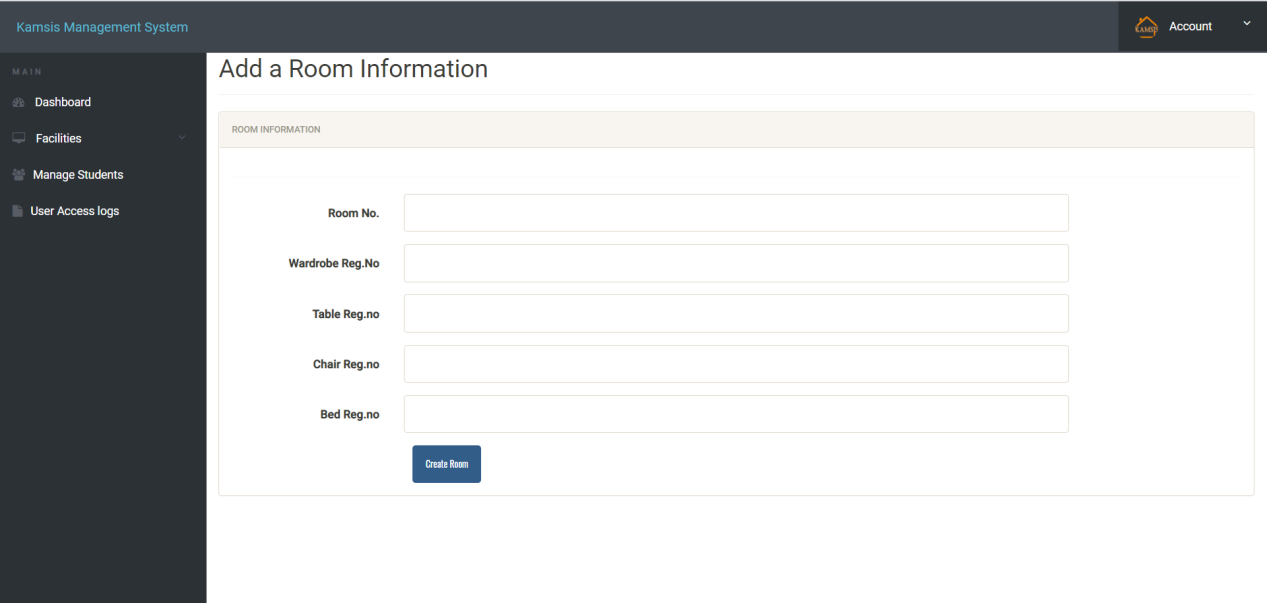 Kamsis Management System
KAMSIS
Account
MAIN
Dashboard
Facilities
Manage Students
User Access logs
Add a Room Information
ROOM INFORMATION
Room No.
Wardrobe Reg.No
Table Reg.no
Chair Reg.no
Bed Reg.no
Create Room